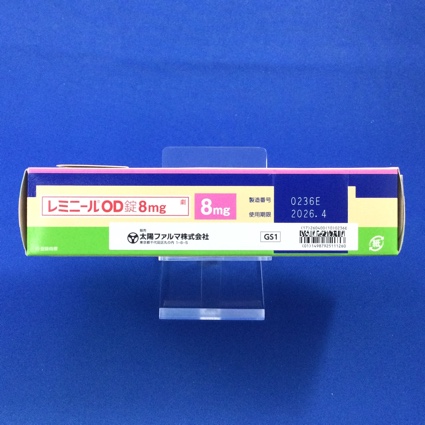 レミニールOD錠8mg 劇
8mg
製造番号 0236E
使用期限 2026.4
太陽ファルマ株式会社
GS1